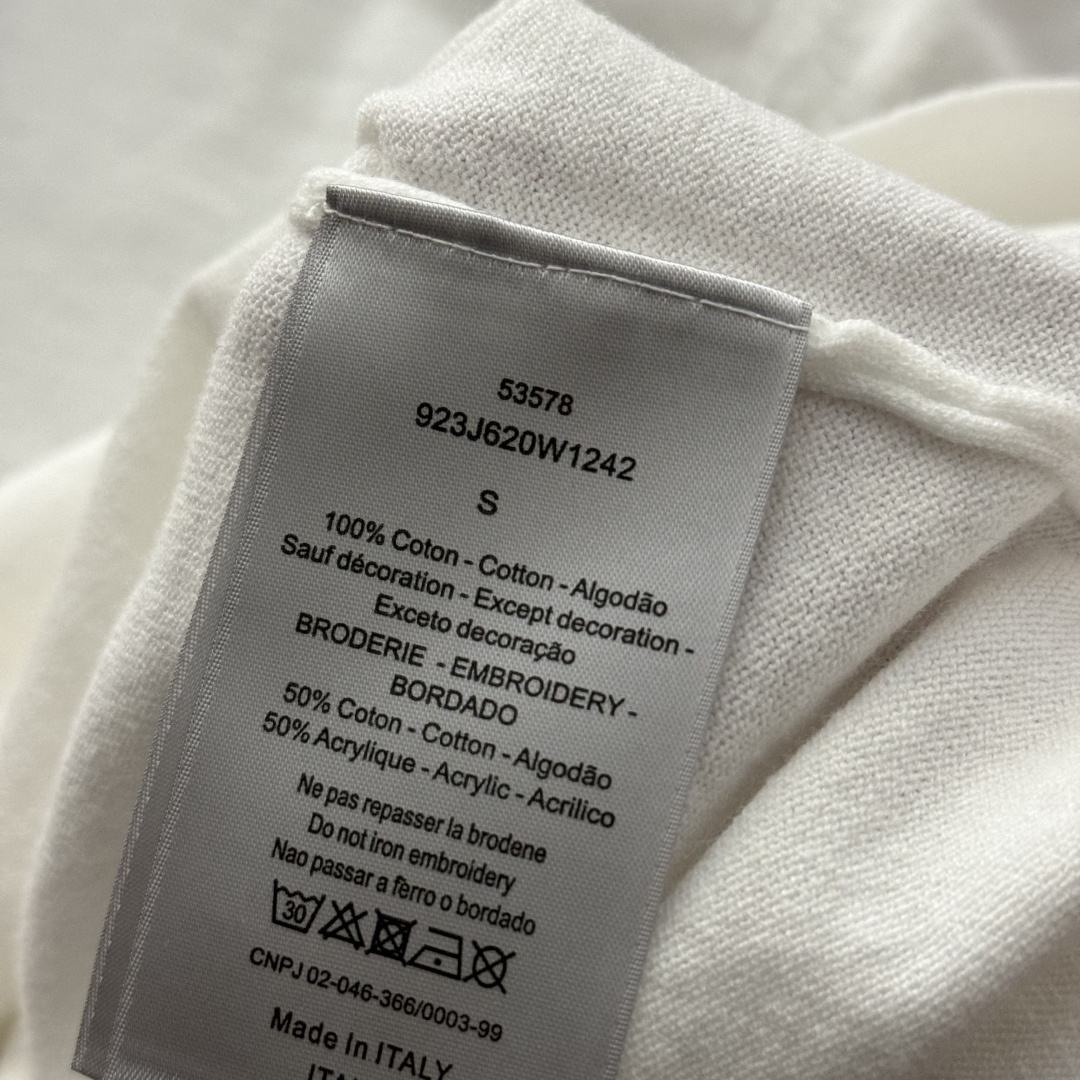 53578
923J620W1242
S
100% Coton - Cotton - Algodão
Sauf décoration - Except decoration -
Exceto decoração
BRODERIE - EMBROIDERY -
BORDADO
50% Coton - Cotton - Algodão
50% Acrylique - Acrylic - Acrilico
Ne pas repasser la brodene
Do not iron embroidery
Nao passar a ferro o bordado
30
CNPJ 02-046-366/0003-99
Made In ITALY